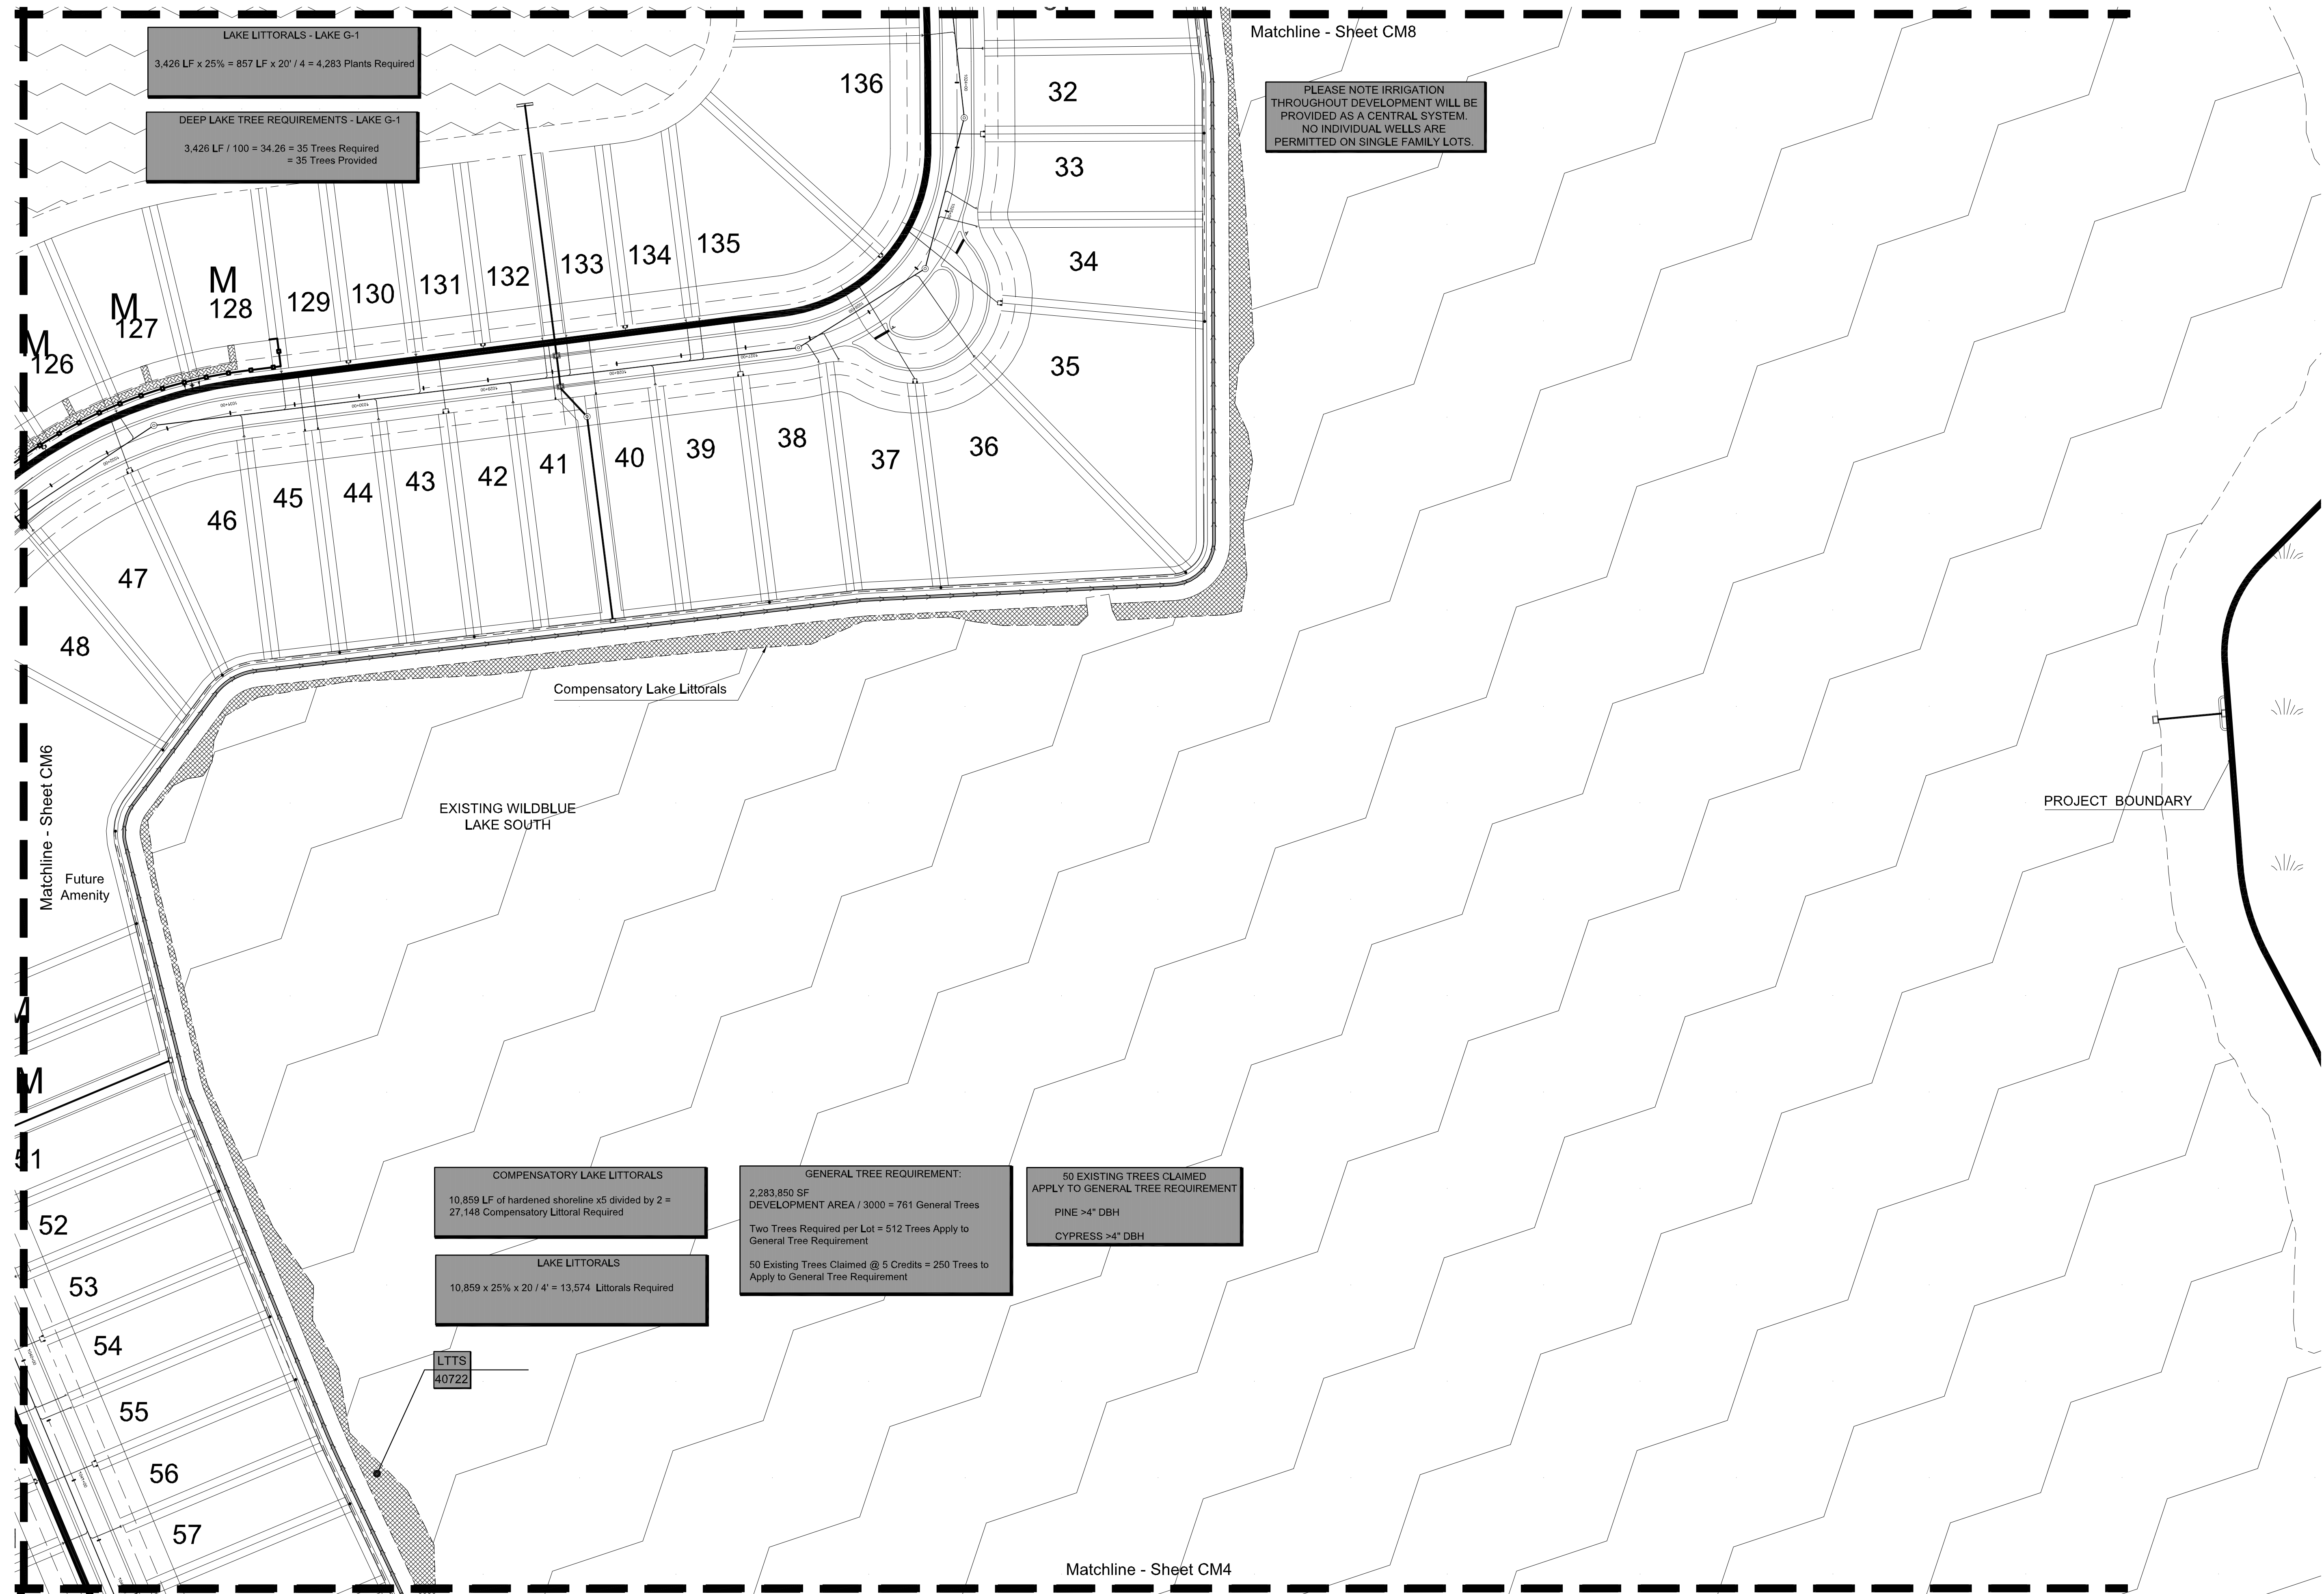 Matchline - Sheet CM8
LAKE LITTORALS - LAKE G-1
3,426 LF x 25% = 857 LF x 20' / 4 = 4,283 Plants Required
DEEP LAKE TREE REQUIREMENTS - LAKE G-1
3,426 LF / 100 = 34.26 = 35 Trees Required
= 35 Trees Provided
PLEASE NOTE IRRIGATION
THROUGHOUT DEVELOPMENT WILL BE
PROVIDED AS A CENTRAL SYSTEM.
NO INDIVIDUAL WELLS ARE
PERMITTED ON SINGLE FAMILY LOTS.
136
32
33
34
35
135
134
133
132
131
130
129
M
128
M
127
M
126
36
37
38
39
40
41
42
43
44
45
46
47
48
Compensatory Lake Littorals
Matchline - Sheet CM6
EXISTING WILDBLUE
LAKE SOUTH
PROJECT BOUNDARY
Future
Amenity
M
M
51
52
53
54
55
56
57
COMPENSATORY LAKE LITTORALS
10,859 LF of hardened shoreline x5 divided by 2 =
27,148 Compensatory Littoral Required
LAKE LITTORALS
10,859 x 25% x 20 / 4' = 13,574 Littorals Required
GENERAL TREE REQUIREMENT:
2,283,850 SF
DEVELOPMENT AREA / 3000 = 761 General Trees
Two Trees Required per Lot = 512 Trees Apply to
General Tree Requirement
50 Existing Trees Claimed @ 5 Credits = 250 Trees to
Apply to General Tree Requirement
50 EXISTING TREES CLAIMED
APPLY TO GENERAL TREE REQUIREMENT
PINE >4" DBH
CYPRESS >4" DBH
LTTS
40722
Matchline - Sheet CM4